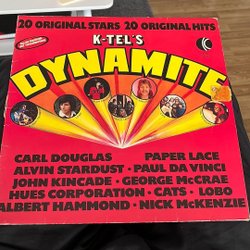 20 ORIGINAL STARS 20 ORIGINAL HITS
K-TEL'S
DYNAMITE
CARL DOUGLAS PAPER LACE
ALVIN STARDUST · PAUL DA VINCI
JOHN KINCADE · GEORGE McCRAE
HUES CORPORATION · CATS · LOBO
ALBERT HAMMOND · NICK McKENZIE